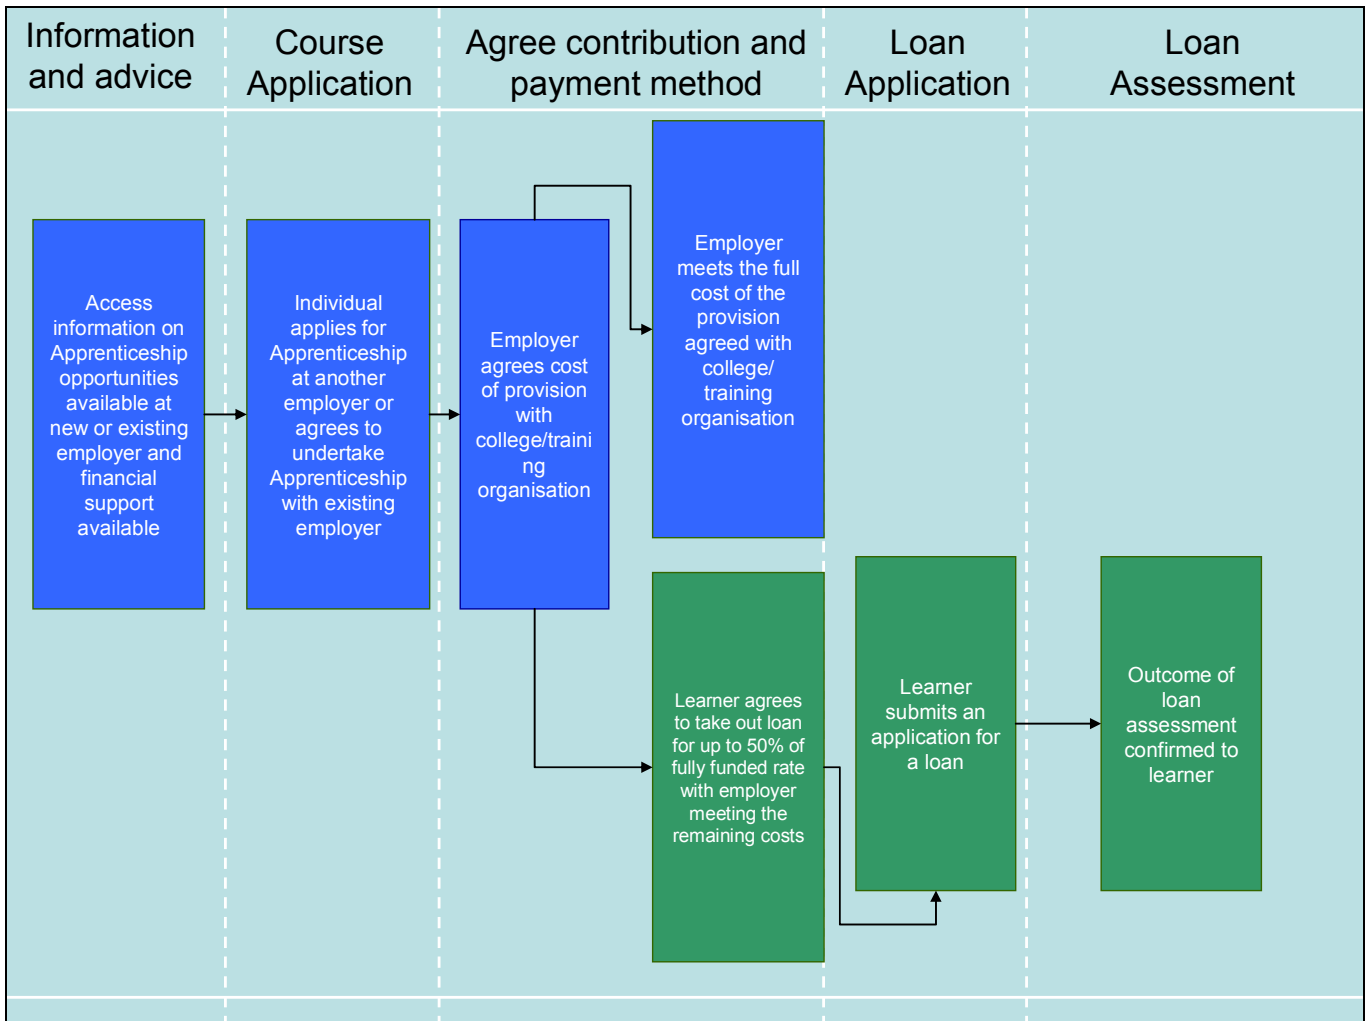 Information
and advice
Course
Application
Agree contribution and
payment method
Loan
Application
Loan
Assessment
Access
information on
Apprenticeship
opportunities
available at
new or existing
employer and
financial
support
available
Individual
applies for
Apprenticeship
at another
employer or
agrees to
undertake
Apprenticeship
with existing
employer
Employer
agrees cost
of provision
with
college/traini
ng
organisation
Employer
meets the full
cost of the
provision
agreed with
college/
training
organisation
Learner agrees
to take out loan
for up to 50% of
fully funded rate
with employer
meeting the
remaining costs
Learner
submits an
application for
a loan
Outcome of
loan
assessment
confirmed to
learner